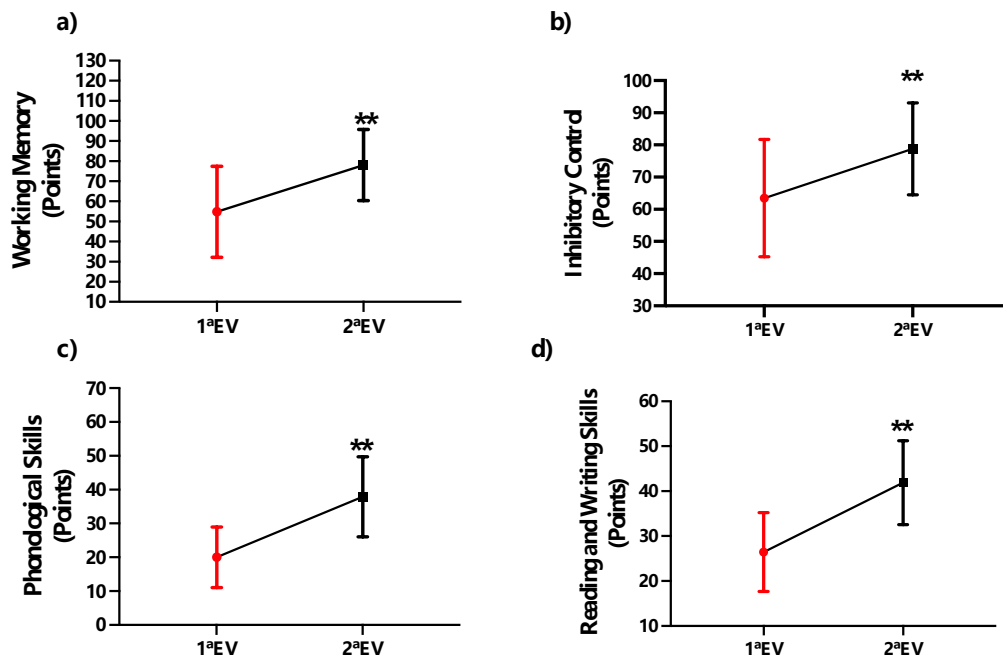 a)
Working Memory
(Points)
130
120
110
100
90
80
70
60
50
40
30
20
10
**
1ªEV
2ªEV
b)
Inhibitory Control
(Points)
100
90
80
70
60
50
40
30
**
1ªEV
2ªEV
c)
Phonological Skills
(Points)
70
60
50
40
30
20
10
0
**
1ªEV
2ªEV
d)
Reading and Writing Skills
(Points)
60
50
40
30
20
10
**
1ªEV
2ªEV